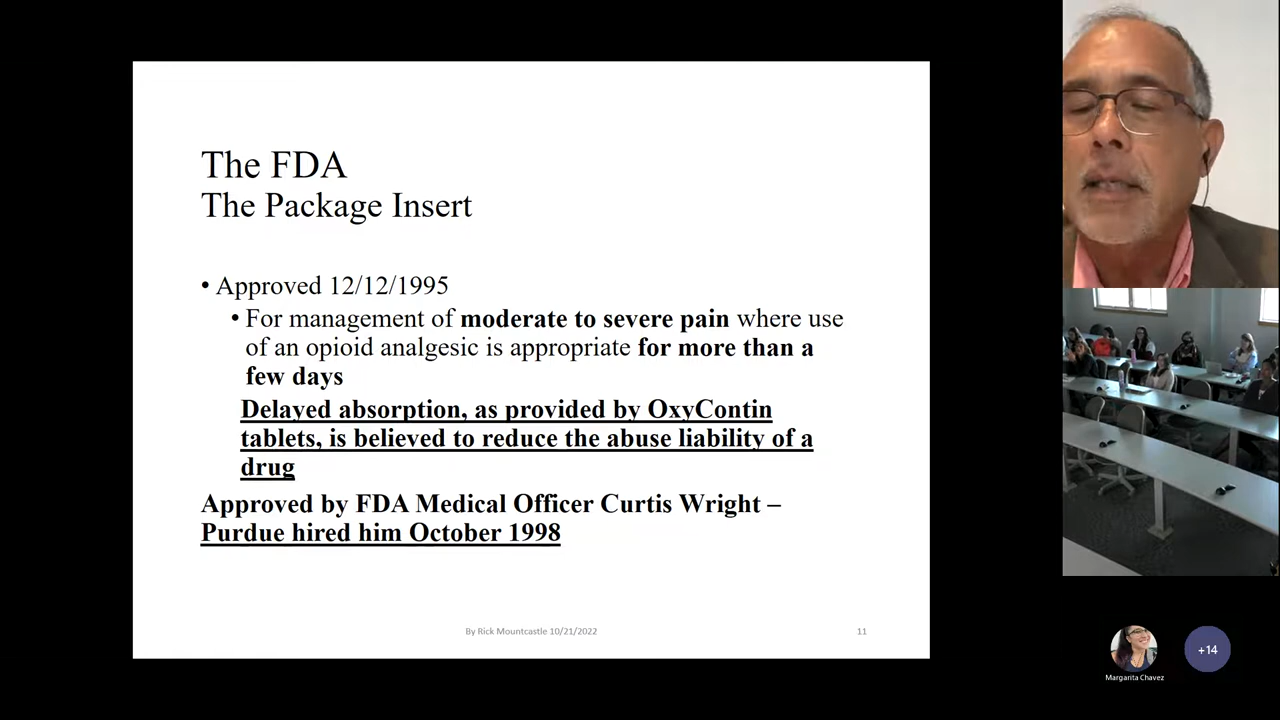 The FDA
The Package Insert
• Approved 12/12/1995
• For management of moderate to severe pain where use
of an opioid analgesic is appropriate for more than a
few days
Delayed absorption, as provided by OxyContin
tablets, is believed to reduce the abuse liability of a
drug
Approved by FDA Medical Officer Curtis Wright –
Purdue hired him October 1998
By Rick Mountcastle 10/21/2022
11
Margarita Chavez
+14